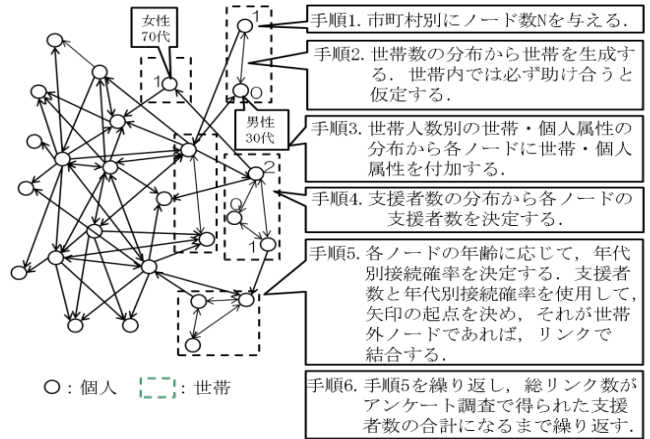 女性
70代
1
1
0
男性
30代
2
0
1
手順1. 市町村別にノード数Nを与える.
手順2. 世帯数の分布から世帯を生成す
る. 世帯内では必ず助け合うと
仮定する.
手順3. 世帯人数別の世帯・個人属性の
分布から各ノードに世帯・個人
属性を付加する.
手順4. 支援者数の分布から各ノードの
支援者数を決定する.
手順5. 各ノードの年齢に応じて, 年代
別接続確率を決定する. 支援者
数と年代別接続確率を使用して,
矢印の起点を決め, それが世帯
外ノードであれば, リンクで
結合する.
手順6. 手順5を繰り返し, 総リンク数が
アンケート調査で得られた支援
者数の合計になるまで繰り返す.
○: 個人
: 世帯